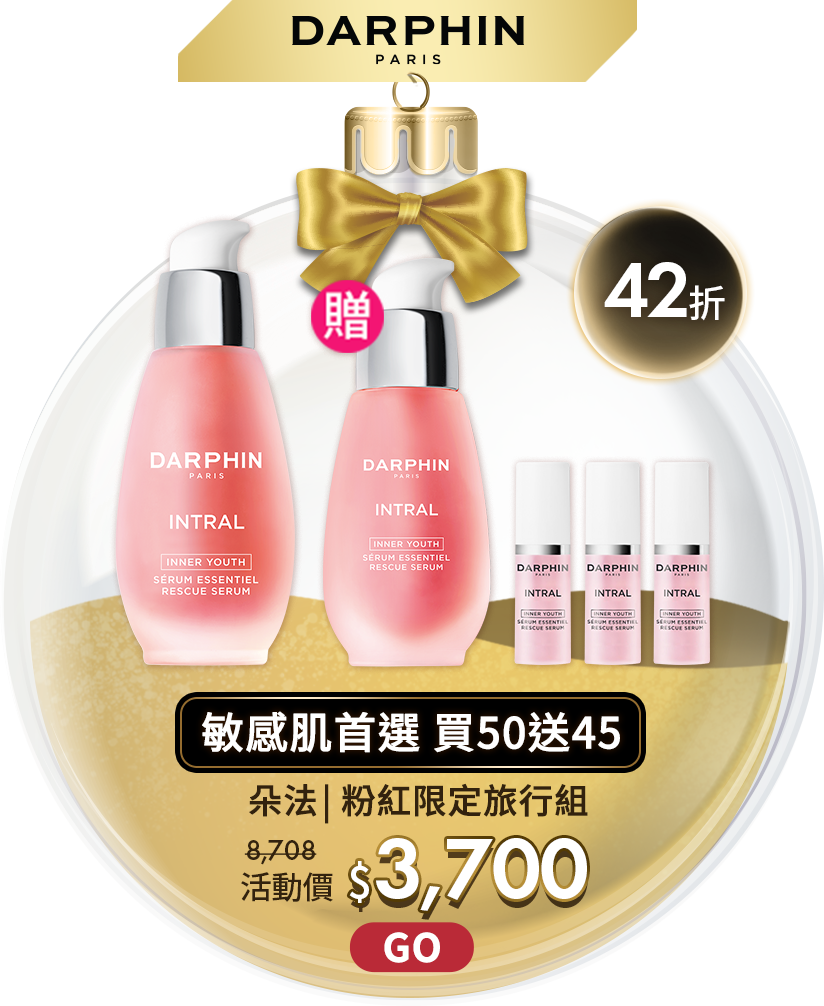 DARPHIN
PARIS
42折
贈
DARPHIN
PARIS
INTRAL
INNER YOUTH
SÉRUM ESSENTIEL
RESCUE SERUM
DARPHIN
PARIS
INTRAL
INNER YOUTH
SÉRUM ESSENTIEL
RESCUE SERUM
DARPHIN
PARIS
INTRAL
INNER YOUTH
SÉRUM ESSENTIEL
RESCUE SERUM
DARPHIN
PARIS
INTRAL
INNER YOUTH
SÉRUM ESSENTIEL
RESCUE SERUM
DARPHIN
PARIS
INTRAL
INNER YOUTH
SÉRUM ESSENTIEL
RESCUE SERUM
敏感肌首選 買50送45
朵法|粉紅限定旅行組
8,708
活動價 $3,700
GO